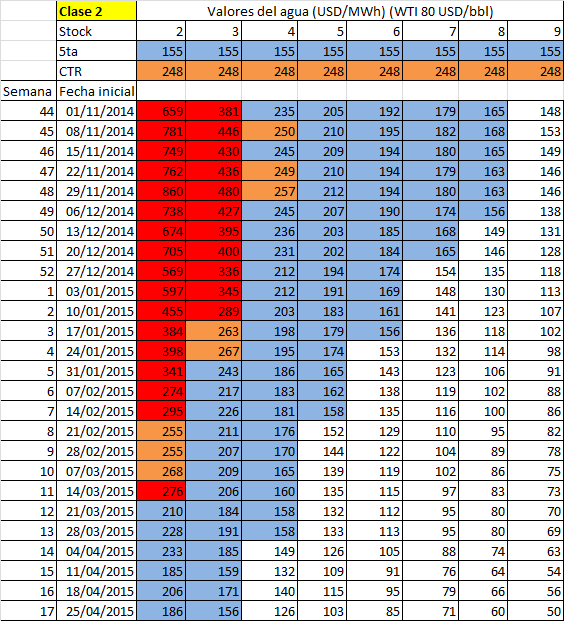 Clase 2 Valores del agua (USD/MWh) (WTI 80 USD/bbl)
Stock 2 3 4 5 6 7 8 9
5ta 155 155 155 155 155 155 155 155
CTR 248 248 248 248 248 248 248 248
Semana Fecha inicial
44 01/11/2014 659 381 235 205 192 179 165 148
45 08/11/2014 781 446 250 210 195 182 168 153
46 15/11/2014 749 430 245 209 194 180 165 149
47 22/11/2014 762 436 249 210 194 179 163 146
48 29/11/2014 860 480 257 212 194 180 163 146
49 06/12/2014 738 427 245 207 190 174 156 138
50 13/12/2014 674 395 236 203 185 168 149 131
51 20/12/2014 705 400 231 202 184 165 146 128
52 27/12/2014 569 336 212 194 174 154 135 118
1 03/01/2015 597 345 212 191 169 148 130 113
2 10/01/2015 455 289 203 183 161 141 123 107
3 17/01/2015 384 263 198 179 156 136 118 102
4 24/01/2015 398 267 195 174 153 132 114 98
5 31/01/2015 341 243 186 165 143 123 106 91
6 07/02/2015 274 217 183 162 138 119 102 88
7 14/02/2015 295 226 181 158 135 116 100 86
8 21/02/2015 255 211 176 152 129 110 95 82
9 28/02/2015 255 207 170 144 122 104 89 78
10 07/03/2015 268 209 165 139 119 102 86 75
11 14/03/2015 276 206 160 135 115 97 83 73
12 21/03/2015 210 184 158 132 112 95 80 70
13 28/03/2015 228 191 158 133 113 95 80 69
14 04/04/2015 233 185 149 126 105 88 74 63
15 11/04/2015 185 159 132 109 91 76 64 54
16 18/04/2015 206 171 140 115 95 79 66 56
17 25/04/2015 186 156 126 103 85 71 60 50